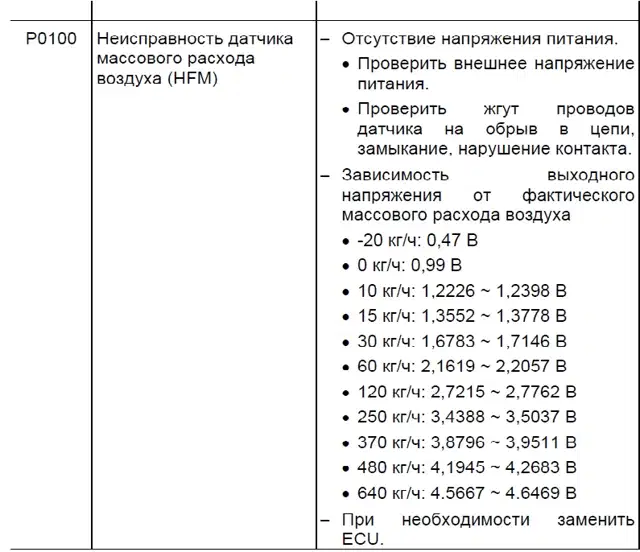 P0100
Неисправность датчика
массового расхода
воздуха (HFM)
– Отсутствие напряжения питания.
• Проверить внешнее напряжение
питания.
• Проверить жгут проводов
датчика на обрыв в цепи,
замыкание, нарушение контакта.
– Зависимость выходного
напряжения от фактического
массового расхода воздуха
• -20 кг/ч: 0,47 В
• 0 кг/ч: 0,99 В
• 10 кг/ч: 1,2226 ~ 1,2398 В
• 15 кг/ч: 1,3552 ~ 1,3778 В
• 30 кг/ч: 1,6783 ~ 1,7146 В
• 60 кг/ч: 2,1619 ~ 2,2057 В
• 120 кг/ч: 2,7215 ~ 2,7762 В
• 250 кг/ч: 3,4388 ~ 3,5037 В
• 370 кг/ч: 3,8796 ~ 3,9511 В
• 480 кг/ч: 4,1945 ~ 4,2683 В
• 640 кг/ч: 4.5667 ~ 4.6469 В
– При необходимости заменить
ECU.